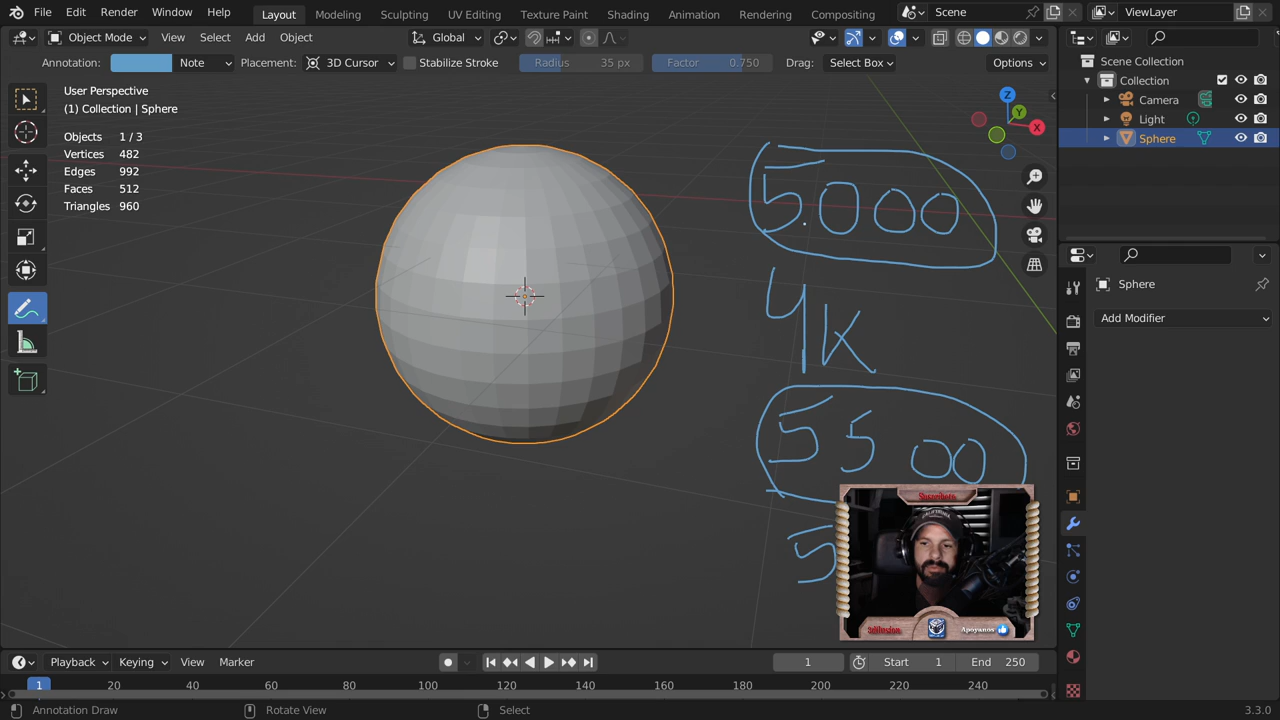 File Edit Render Window Help Layout Modeling Sculpting UV Editing Texture Paint Shading Animation Rendering Compositing Scene ViewLayer
Object Mode View Select Add Object Global
Annotation: Note Placement: 3D Cursor Stabilize Stroke Radius 35 px Factor 0.750 Drag: Select Box Options
User Perspective
(1) Collection | Sphere
Objects 1 / 3
Vertices 482
Edges 992
Faces 512
Triangles 960
Z
Y
X
5000
4K
5500
5
Scene Collection
Collection
Camera
Light
Sphere
Sphere
Add Modifier
Apoyanos
Playback Keying View Marker 1 Start 1 End 250
1 20 40 60 80 100 120 140 160 180 200 220 240
Annotation Draw Rotate View Select 3.3.0